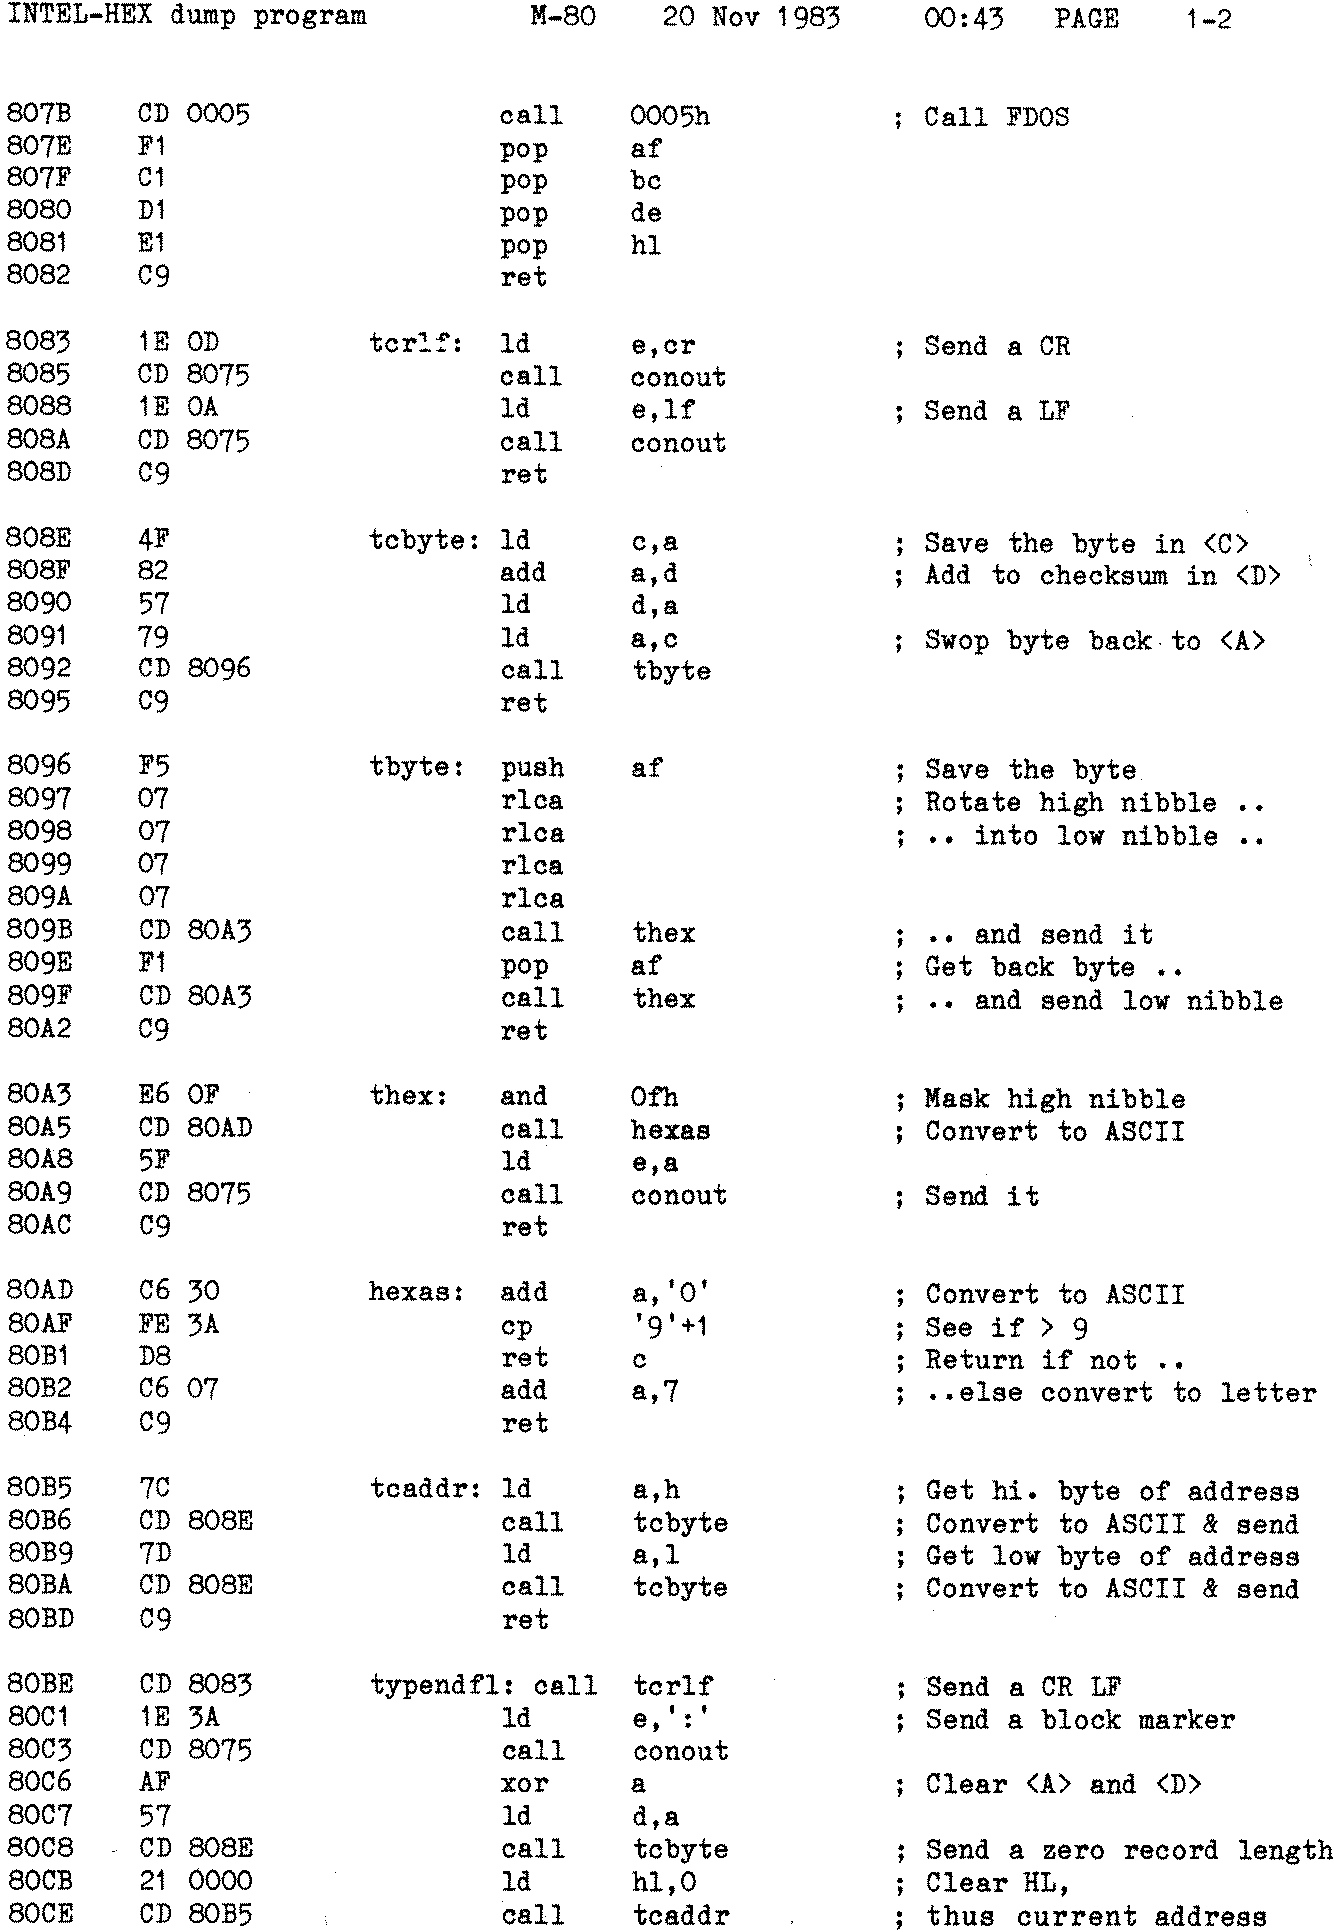 INTEL-HEX dump program M-80 20 Nov 1983 00:43 PAGE 1-2
807B CD 0005 call 0005h ; Call FDOS
807E F1 pop af
807F C1 pop bc
8080 D1 pop de
8081 E1 pop hl
8082 C9 ret
8083 1E 0D tcrlf: ld e,cr ; Send a CR
8085 CD 8075 call conout
8088 1E 0A ld e,lf ; Send a LF
808A CD 8075 call conout
808D C9 ret
808E 4F tcbyte: ld c,a ; Save the byte in <C>
808F 82 add a,d ; Add to checksum in <D>
8090 57 ld d,a
8091 79 ld a,c ; Swop byte back to <A>
8092 CD 8096 call tbyte
8095 C9 ret
8096 F5 tbyte: push af ; Save the byte
8097 07 rlca ; Rotate high nibble ..
8098 07 rlca ; .. into low nibble ..
8099 07 rlca
809A 07 rlca
809B CD 80A3 call thex ; .. and send it
809E F1 pop af ; Get back byte ..
809F CD 80A3 call thex ; .. and send low nibble
80A2 C9 ret
80A3 E6 0F thex: and 0fh ; Mask high nibble
80A5 CD 80AD call hexas ; Convert to ASCII
80A8 5F ld e,a
80A9 CD 8075 call conout ; Send it
80AC C9 ret
80AD C6 30 hexas: add a,'0' ; Convert to ASCII
80AF FE 3A cp '9'+1 ; See if > 9
80B1 D8 ret c ; Return if not ..
80B2 C6 07 add a,7 ; ..else convert to letter
80B4 C9 ret
80B5 7C tcaddr: ld a,h ; Get hi. byte of address
80B6 CD 808E call tcbyte ; Convert to ASCII & send
80B9 7D ld a,l ; Get low byte of address
80BA CD 808E call tcbyte ; Convert to ASCII & send
80BD C9 ret
80BE CD 8083 typendfl: call tcrlf ; Send a CR LF
80C1 1E 3A ld e,':' ; Send a block marker
80C3 CD 8075 call conout
80C6 AF xor a ; Clear <A> and <D>
80C7 57 ld d,a
80C8 CD 808E call tcbyte ; Send a zero record length
80CB 21 0000 ld hl,0 ; Clear HL,
80CE CD 80B5 call tcaddr ; thus current address